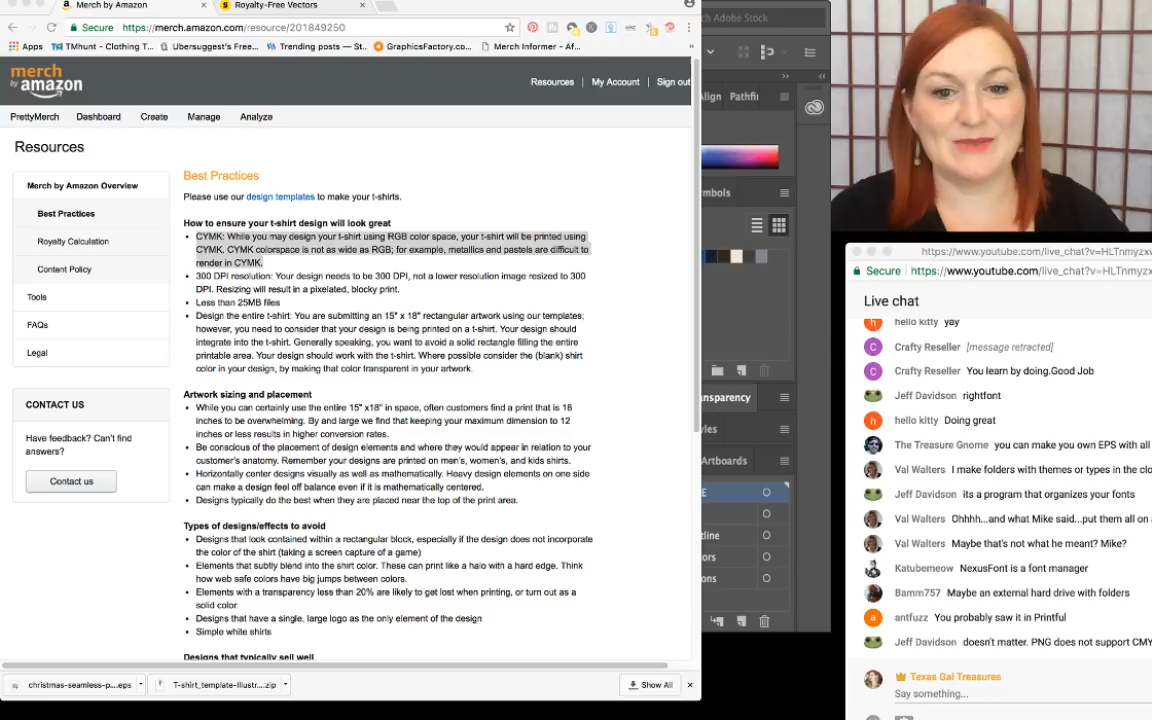 Merch by Amazon
Royalty-Free Vectors
Secure
https://merch.amazon.com/resource/201849250
Apps
TMhunt - Clothing T...
Ubersuggest's Free...
Trending posts — St...
GraphicsFactory.co...
Merch Informer - Af...
merch
by amazon
Resources | My Account | Sign out
PrettyMerch Dashboard Create Manage Analyze
Resources
Merch by Amazon Overview
Best Practices
Royalty Calculation
Content Policy
Tools
FAQs
Legal
CONTACT US
Have feedback? Can't find
answers?
Contact us
Best Practices
Please use our design templates to make your t-shirts.
How to ensure your t-shirt design will look great
CYMK: While you may design your t-shirt using RGB color space, your t-shirt will be printed using
CYMK. CYMK colorspace is not as wide as RGB; for example, metallics and pastels are difficult to
render in CYMK.
300 DPI resolution: Your design needs to be 300 DPI, not a lower resolution image resized to 300
DPI. Resizing will result in a pixelated, blocky print.
Less than 25MB files
Design the entire t-shirt: You are submitting an 15" x 18" rectangular artwork using our templates;
however, you need to consider that your design is being printed on a t-shirt. Your design should
integrate into the t-shirt. Generally speaking, you want to avoid a solid rectangle filling the entire
printable area. Your design should work with the t-shirt. Where possible consider the (blank) shirt
color in your design, by making that color transparent in your artwork.
Artwork sizing and placement
While you can certainly use the entire 15" x18" in space, often customers find a print that is 18
inches to be overwhelming. By and large we find that keeping your maximum dimension to 12
inches or less results in higher conversion rates.
Be conscious of the placement of design elements and where they would appear in relation to your
customer's anatomy. Remember your designs are printed on men's, women's, and kids shirts.
Horizontally center designs visually as well as mathematically. Heavy design elements on one side
can make a design feel off balance even if it is mathematically centered.
Designs typically do the best when they are placed near the top of the print area.
Types of designs/effects to avoid
Designs that look contained within a rectangular block, especially if the design does not incorporate
the color of the shirt (taking a screen capture of a game)
Elements that subtly blend into the shirt color. These can print like a halo with a hard edge. Think
how web safe colors have big jumps between colors.
Elements with a transparency less than 20% are likely to get lost when printing, or turn out as a
solid color.
Designs that have a single, large logo as the only element of the design
Simple white shirts
Designs that typically sell well
christmas-seamless-p....eps
T-shirt_template-Illustr....zip
Show All
ch Adobe Stock
lign Pathfi
mbols
nsparency
les
Artboards
E
tline
ors
ons
https://www.youtube.com/live_chat?v=HLTnmyzx
Secure
https://www.youtube.com/live_chat?v=HLTnmyz
Live chat
hello kitty yay
Crafty Reseller [message retracted]
Crafty Reseller You learn by doing.Good Job
Jeff Davidson rightfont
hello kitty Doing great
The Treasure Gnome you can make you own EPS with all
Val Walters I make folders with themes or types in the clo
Jeff Davidson its a program that organizes your fonts
Val Walters Ohhhh...and what Mike said...put them all on
Val Walters Maybe that's not what he meant? Mike?
Katubemeow NexusFont is a font manager
Bamm757 Maybe an external hard drive with folders
antfuzz You probably saw it in Printful
Jeff Davidson doesn't matter. PNG does not support CMY
Texas Gal Treasures
Say something...